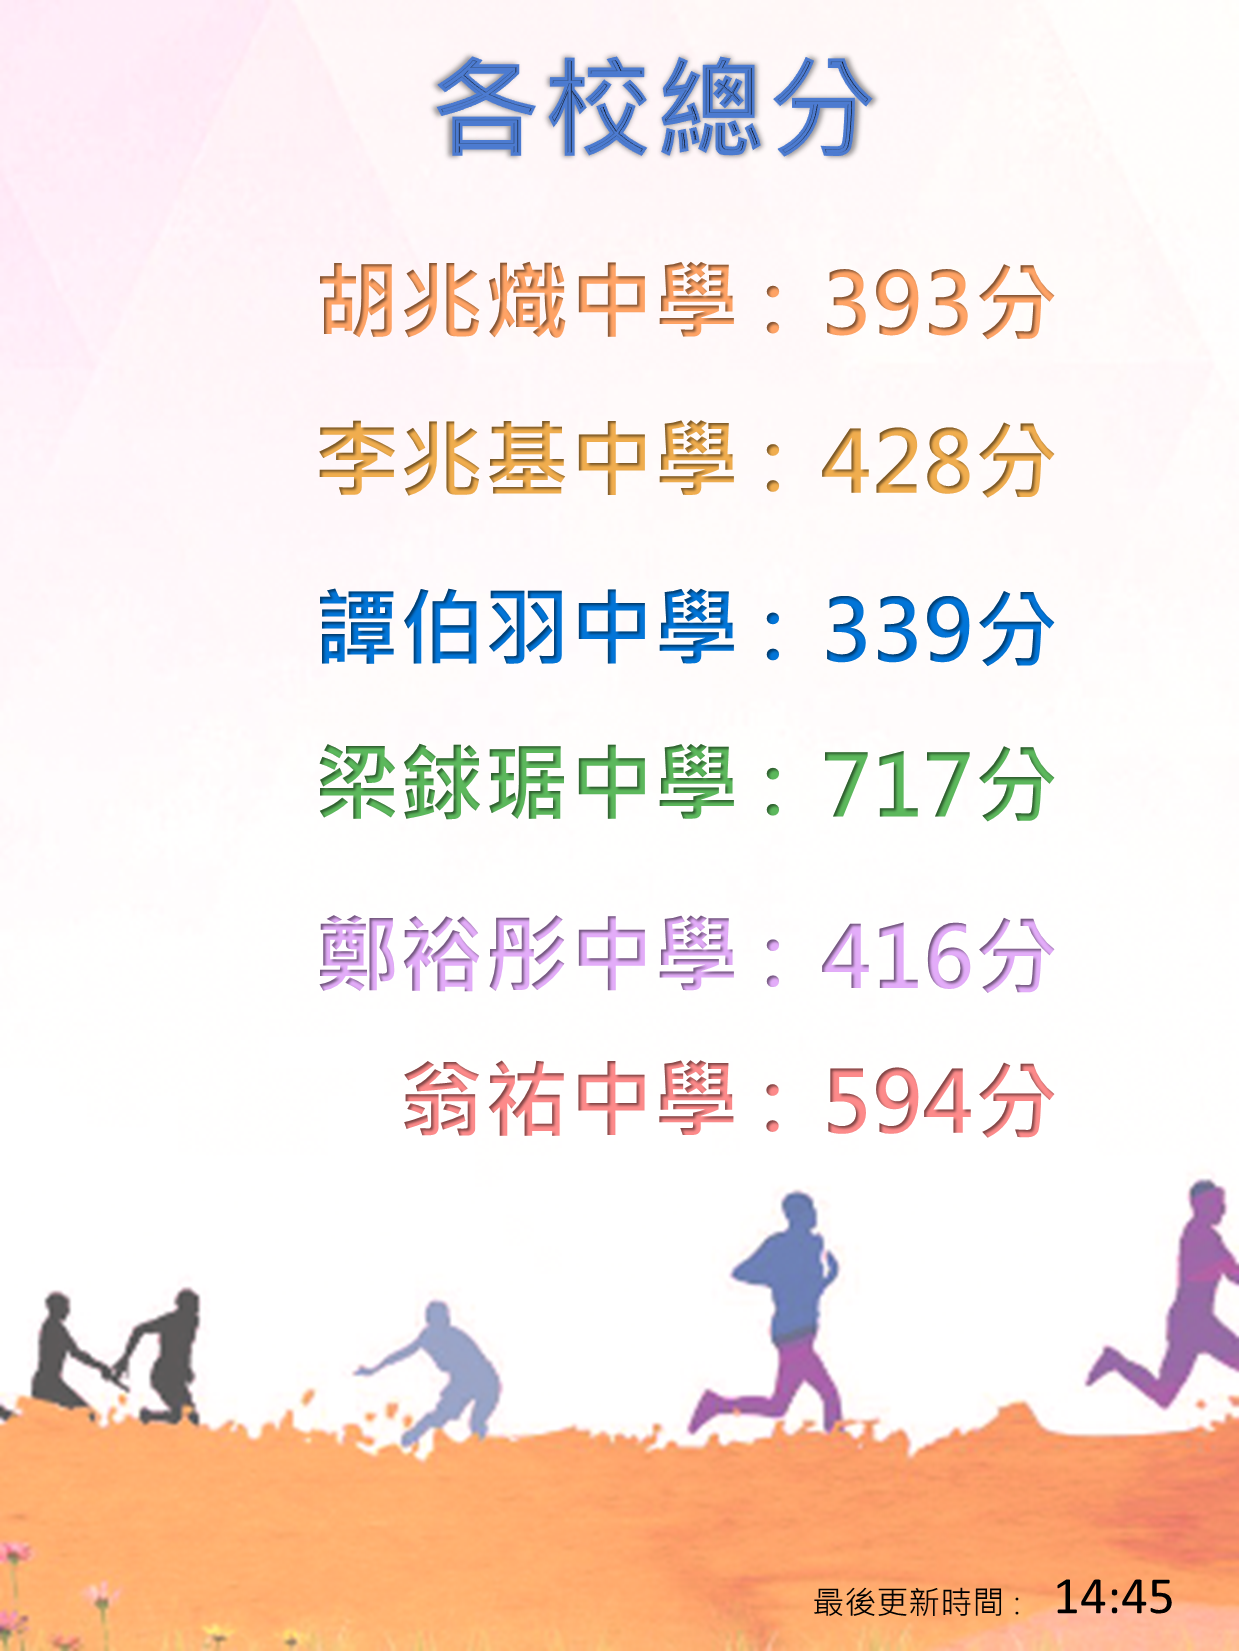 各校總分
胡兆熾中學：393分
李兆基中學：428分
譚伯羽中學：339分
梁銶琚中學：717分
鄭裕彤中學：416分
翁祐中學：594分
最後更新時間： 14:45